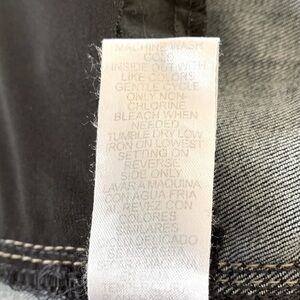 MACHINE WASH
COLD
INSIDE OUT WITH
LIKE COLORS
GENTLE CYCLE
ONLY NON-
CHLORINE
BLEACH WHEN
NEEDED
TUMBLE DRY LOW
IRON ON LOWEST
SETTING ON
REVERSE
SIDE ONLY
LAVAR A MAQUINA
CON AGUA FRIA
REVEZ CON
COLORES
SIMILARES
CICLO DELICADO
TEMPERATURA